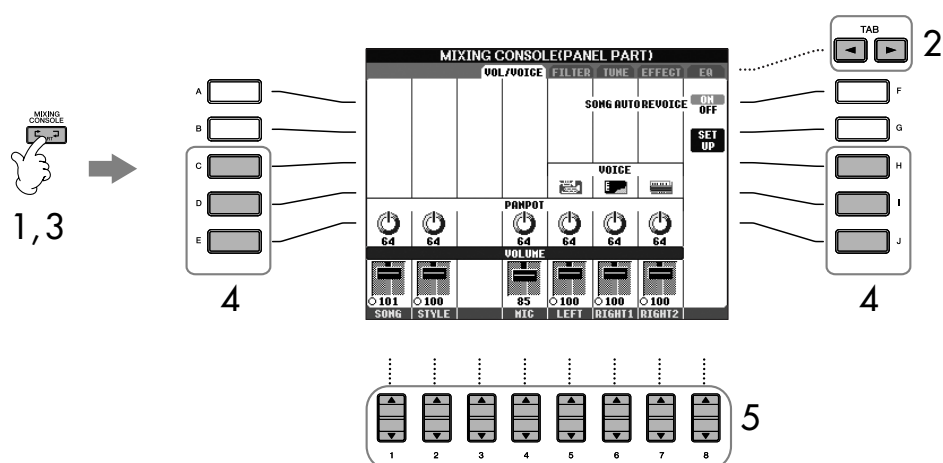 TAB
2
MIXING CONSOLE(PANEL PART)
VOL/VOICE FILTER TUNE EFFECT EQ
A
F
SONG AUTO REVOICE ON
OFF
MIXING
CONSOLE
B
G
SET
UP
C
H
VOICE
D
I
1,3
PANPOT
E
J
64 64 64 64 64 64
VOLUME
4
4
101 100 85 100 100 100
SONG STYLE MIC LEFT RIGHT1 RIGHT2
5
1 2 3 4 5 6 7 8